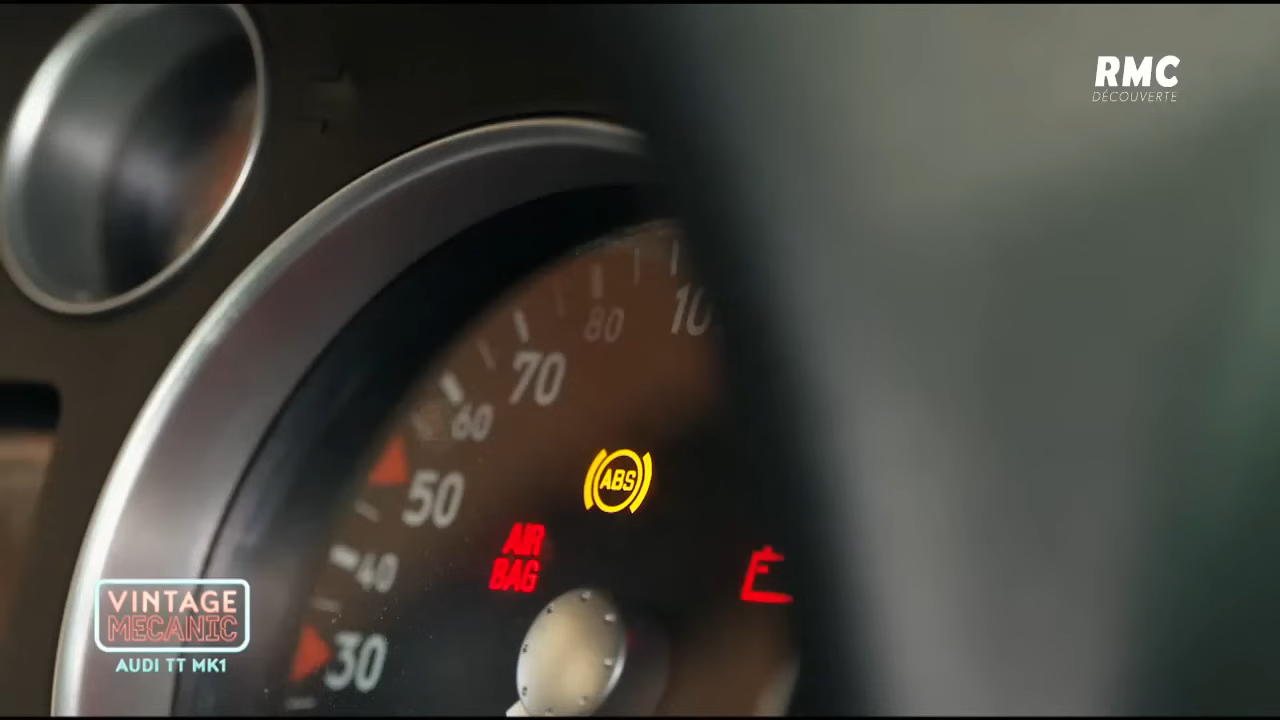 RMC
DÉCOUVERTE
10
80
70
60
50
ABS
AIR
BAG
40
30
VINTAGE
MECANIC
AUDI TT MK1